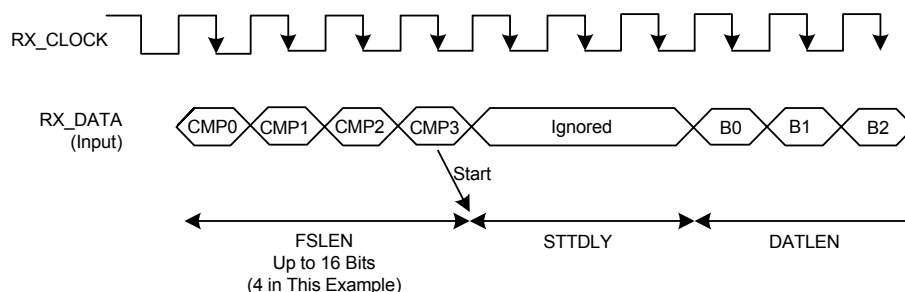 RX_CLOCK
RX_DATA
(Input)
CMP0 CMP1 CMP2 CMP3 Ignored B0 B1 B2
Start
FSLEN STTDLY DATLEN
Up to 16 Bits
(4 in This Example)